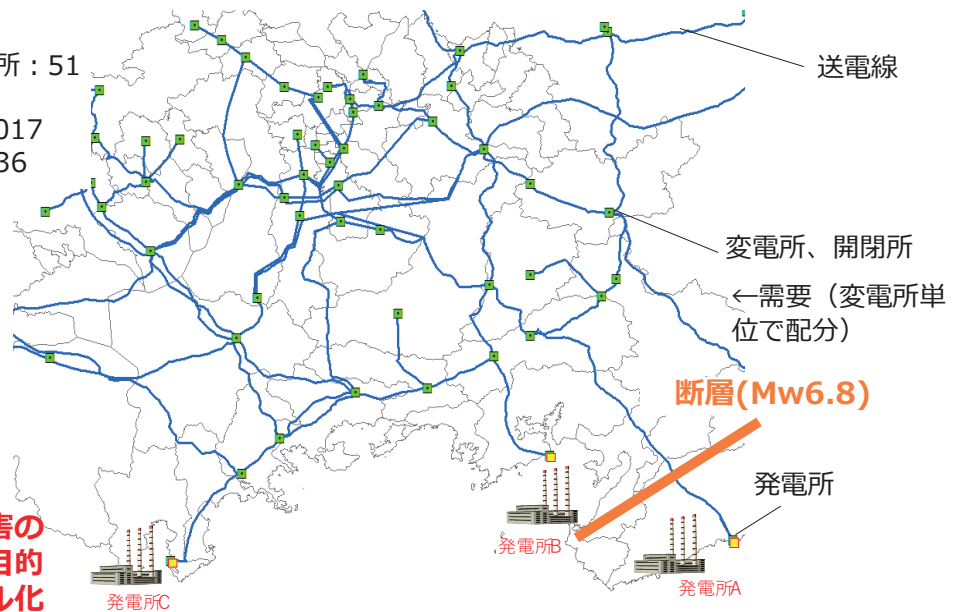 所：51
017
36
送電線
変電所、開閉所
←需要（変電所単
位で配分）
断層(Mw6.8)
発電所
発電所B
発電所A
発電所C
害の
目的
ル化